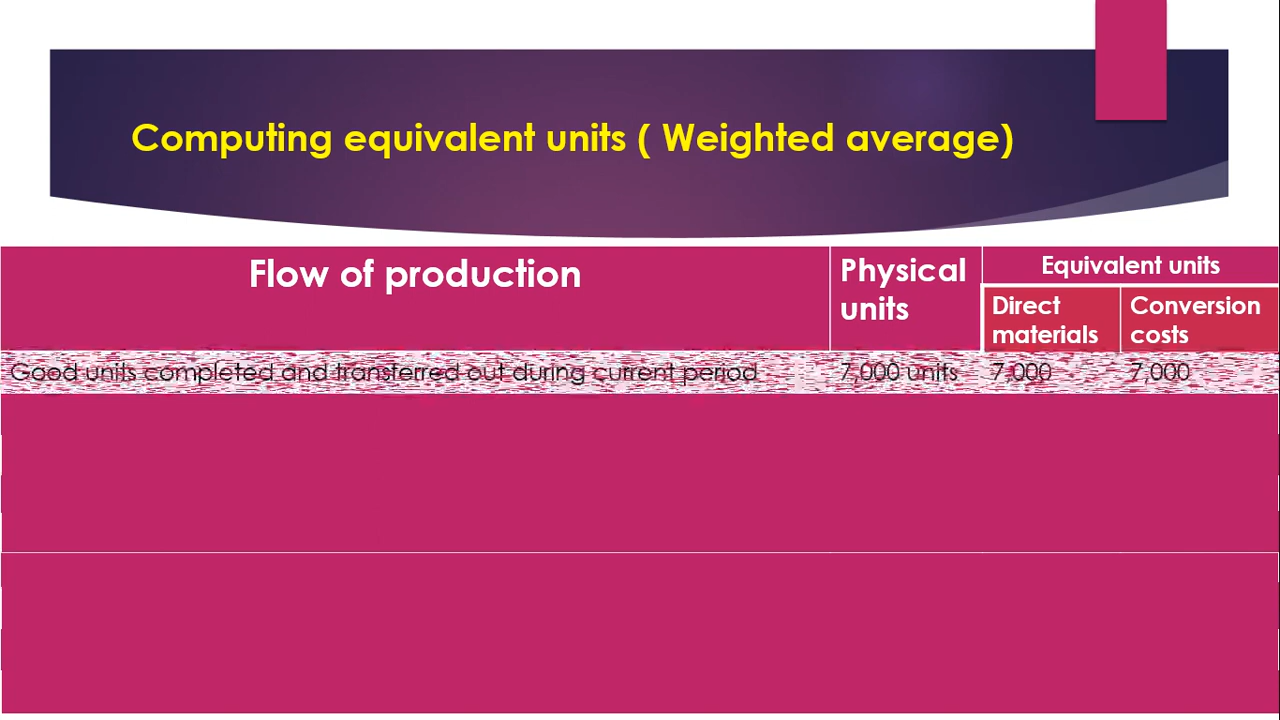 Computing equivalent units ( Weighted average)
Flow of production
Physical units
Equivalent units
Direct materials
Conversion costs
Good units completed and transferred out during current period 7,000 units 7,000 7,000